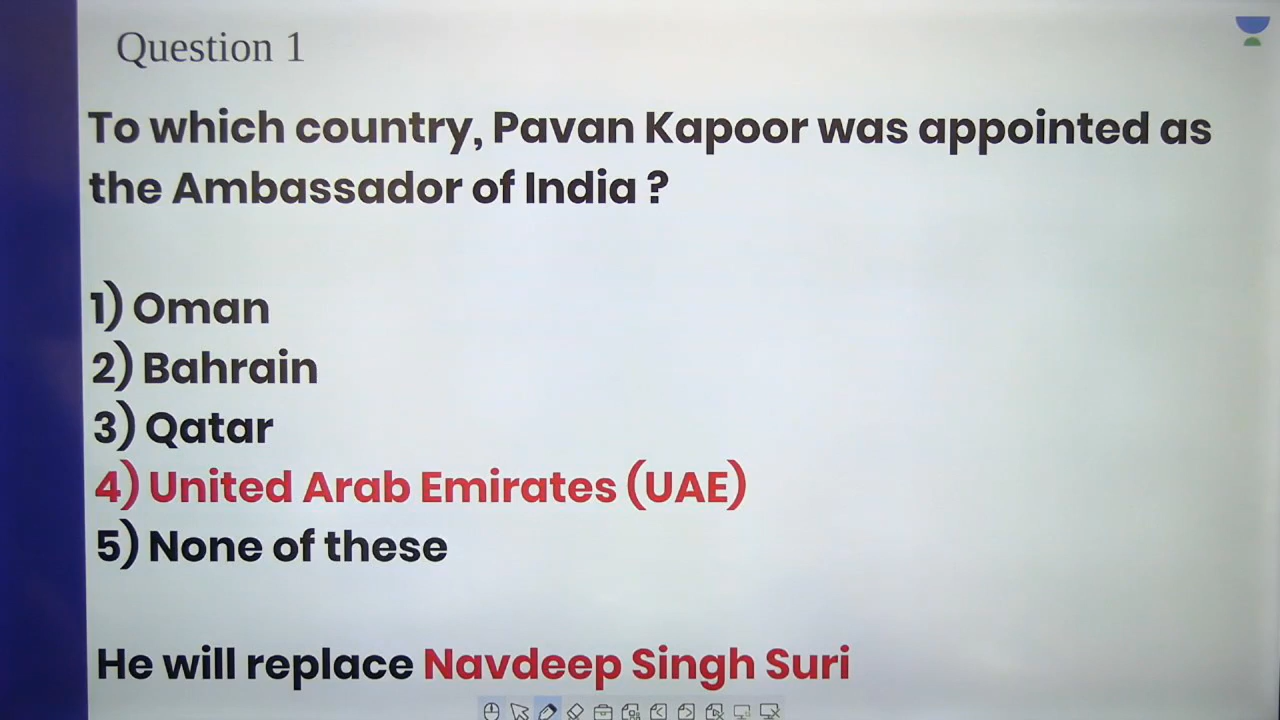 Question 1
To which country, Pavan Kapoor was appointed as
the Ambassador of India ?
1) Oman
2) Bahrain
3) Qatar
4) United Arab Emirates (UAE)
5) None of these
He will replace Navdeep Singh Suri